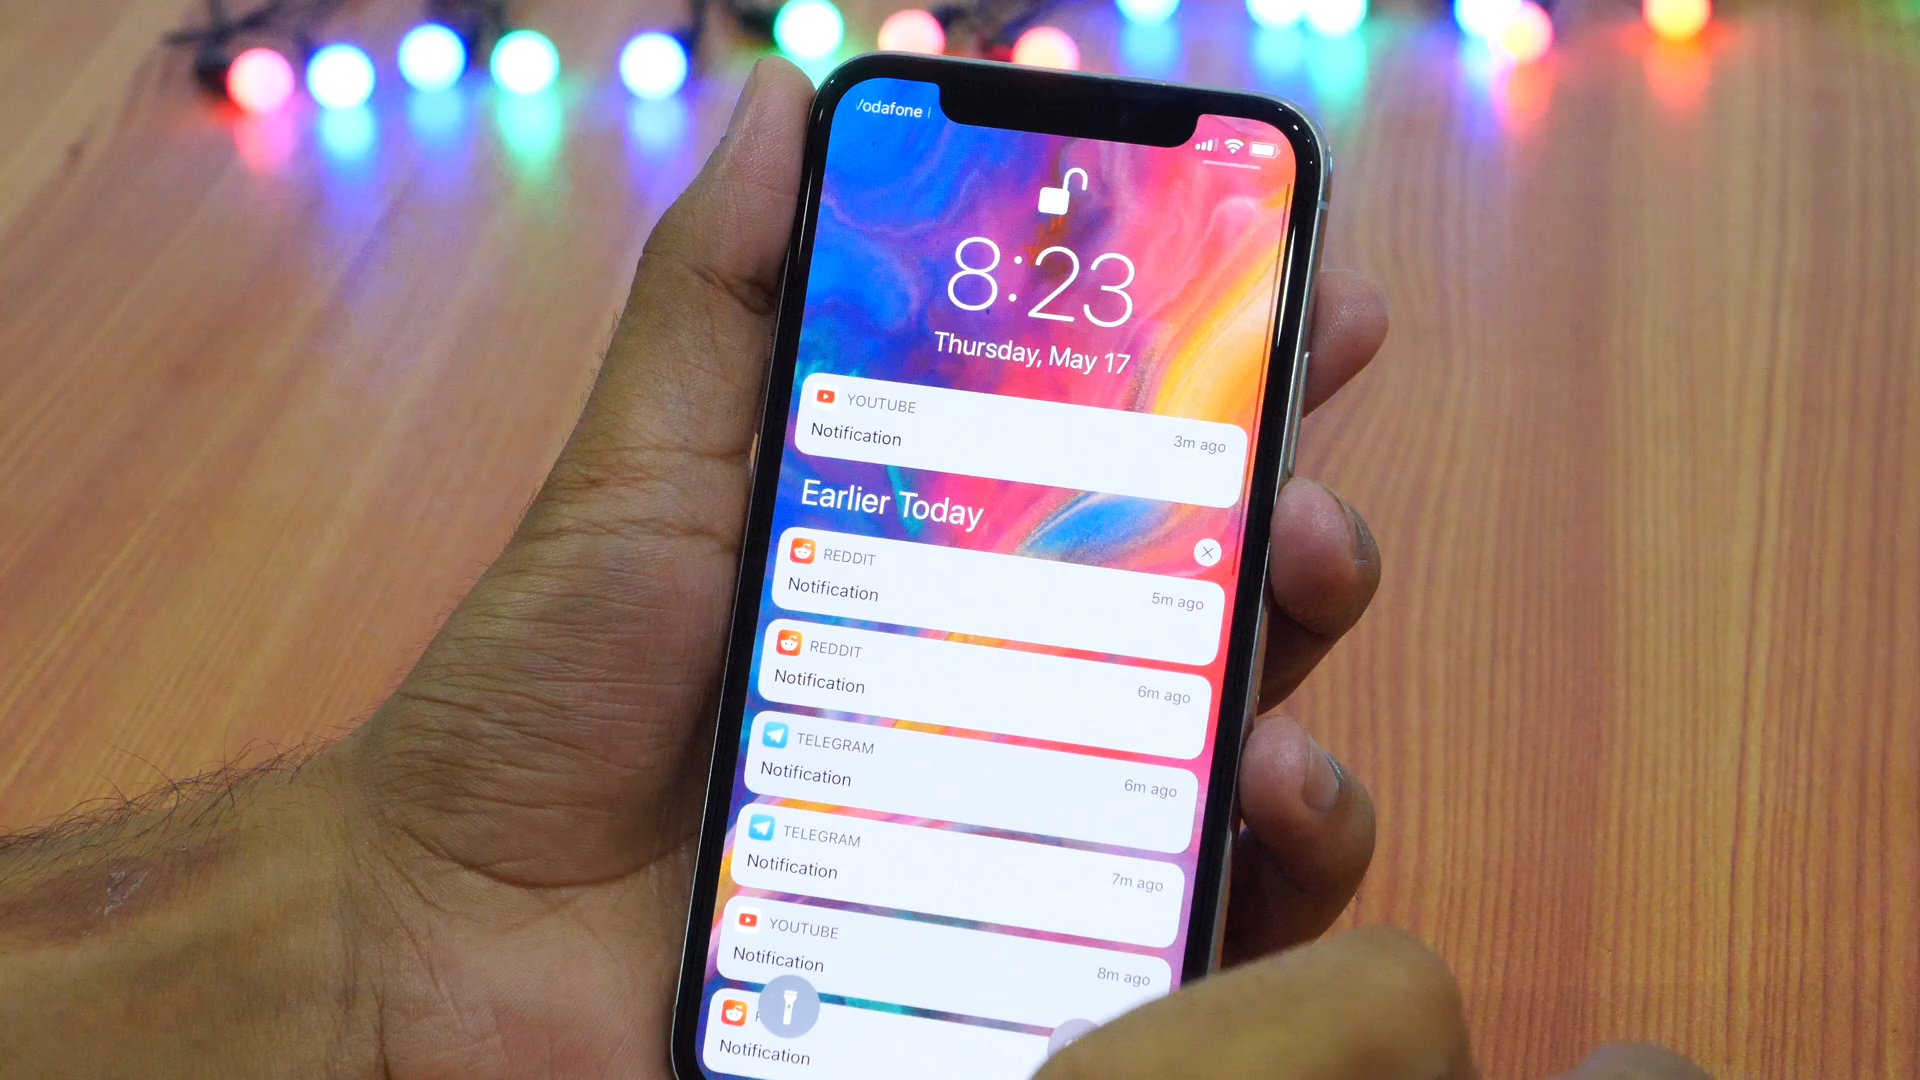 Vodafone I
8:23
Thursday, May 17
YOUTUBE
Notification
3m ago
Earlier Today
REDDIT
Notification
5m ago
REDDIT
Notification
6m ago
TELEGRAM
Notification
6m ago
TELEGRAM
Notification
7m ago
YOUTUBE
Notification
8m ago
Notification